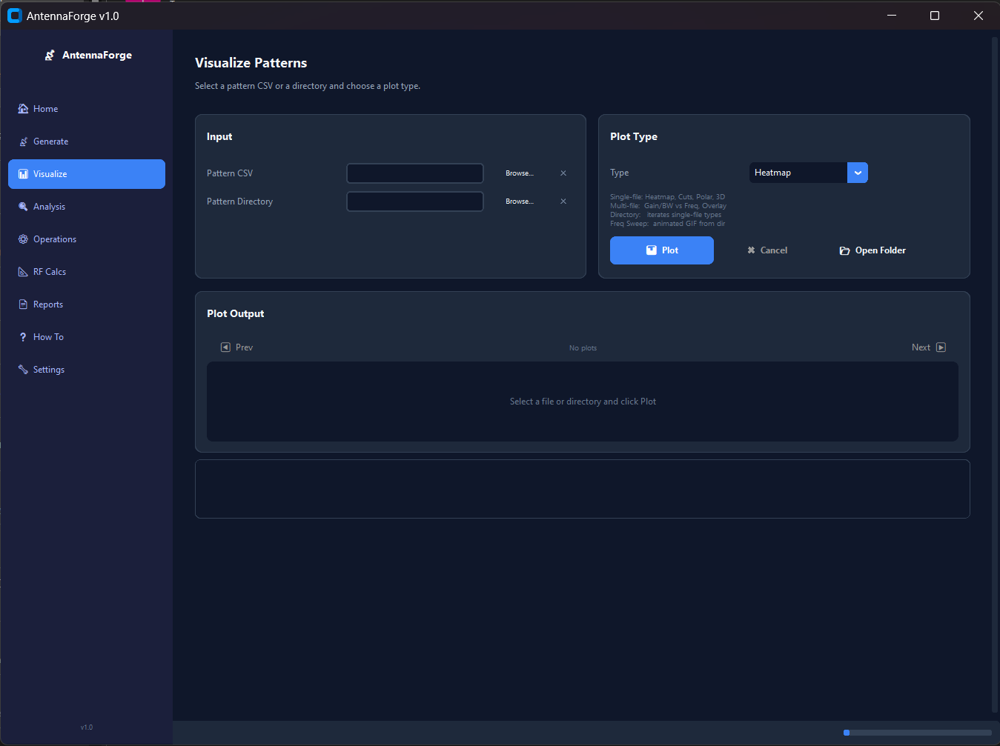 AntennaForge v1.0
AntennaForge
Home
Generate
Visualize
Analysis
Operations
RF Calcs
Reports
? How To
Settings
v1.0
Visualize Patterns
Select a pattern CSV or a directory and choose a plot type.
Input
Pattern CSV Browse... ×
Pattern Directory Browse... ×
Plot Type
Type Heatmap
Single-file: Heatmap, Cuts, Polar, 3D
Multi-file: Gain/BW vs Freq, Overlay
Directory: iterates single-file types
Freq Sweep: animated GIF from dir
Plot ✖ Cancel Open Folder
Plot Output
Prev No plots Next
Select a file or directory and click Plot